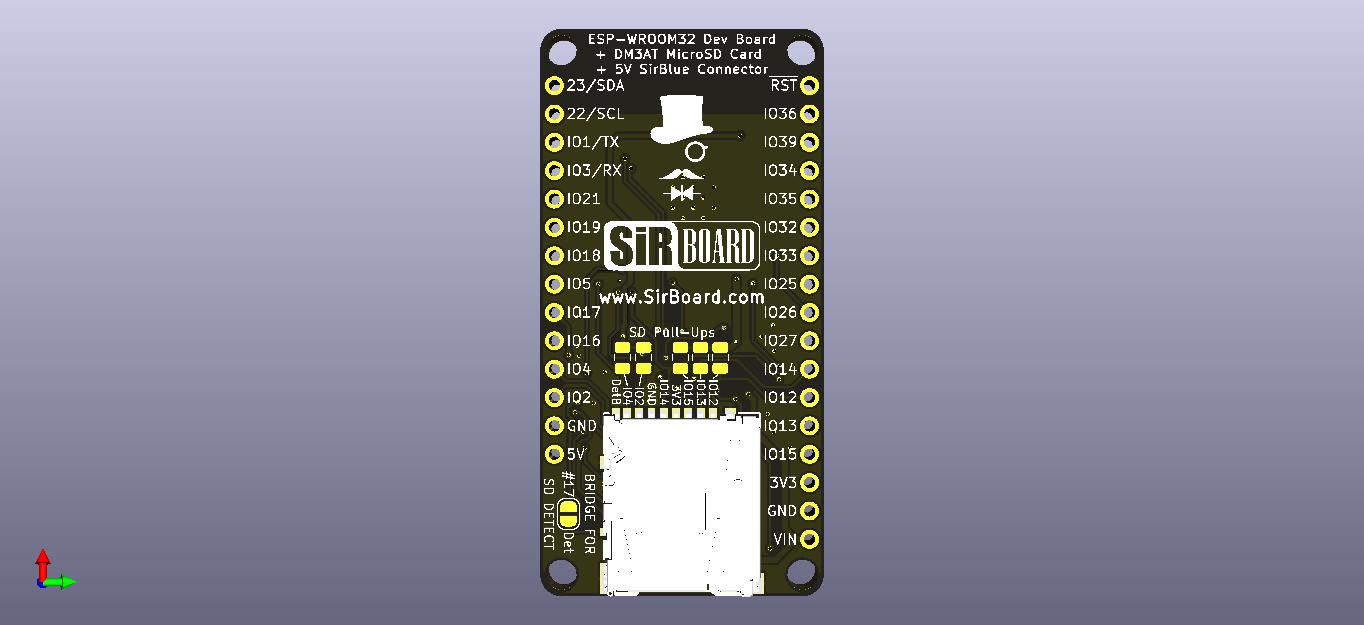 ESP-WROOM32 Dev Board
+ DM3AT MicroSD Card
+ 5V SirBlue Connector
23/SDA
RST
22/SCL
IO36
IO1/TX
IO39
IO3/RX
IO34
IO21
IO35
IO19
IO32
SiR BOARD
IO18
IO33
IO5
IO25
www.SirBoard.com
IO17
IO26
SD Pull-Ups
IO16
IO27
IO4
IO14
DetB
IO4
IO2
GND
IO14
3V3
IO15
IO13
IO12
IO2
IO12
GND
IO13
5V
IO15
3V3
GND
VIN
#17
Det
BRIDGE FOR
SD DETECT